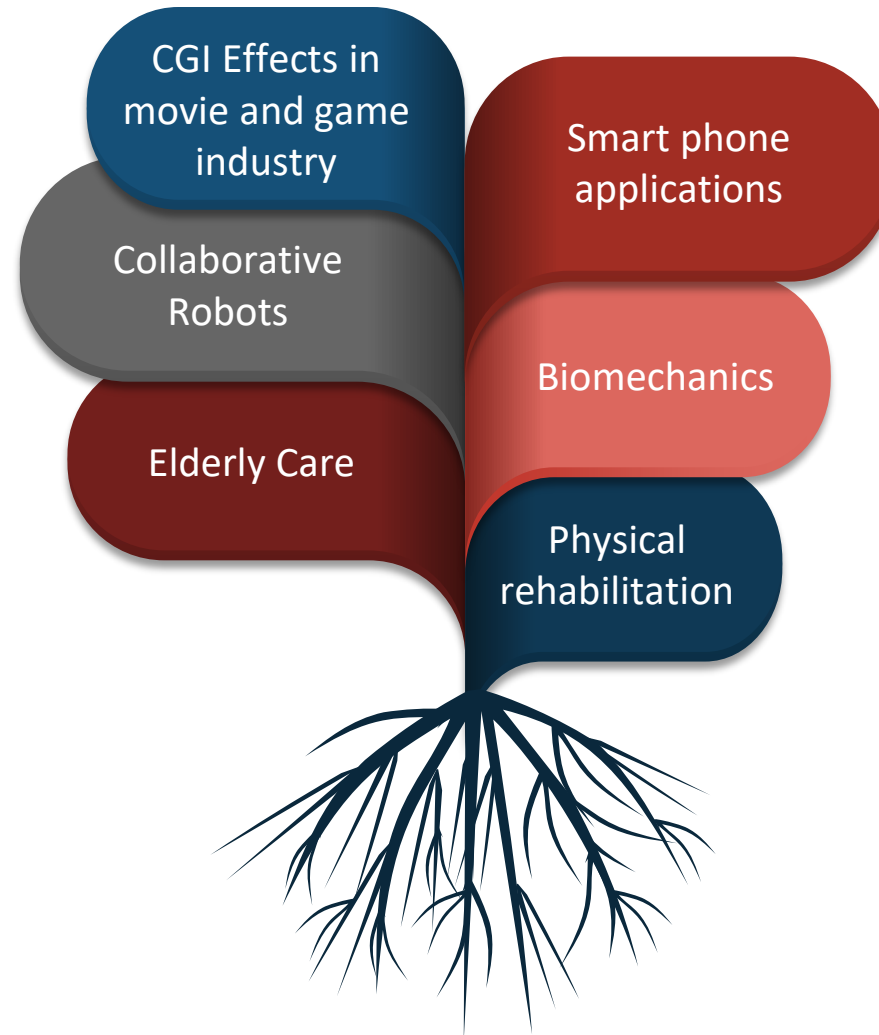 CGI Effects in
movie and game
industry
Smart phone
applications
Collaborative
Robots
Biomechanics
Elderly Care
Physical
rehabilitation